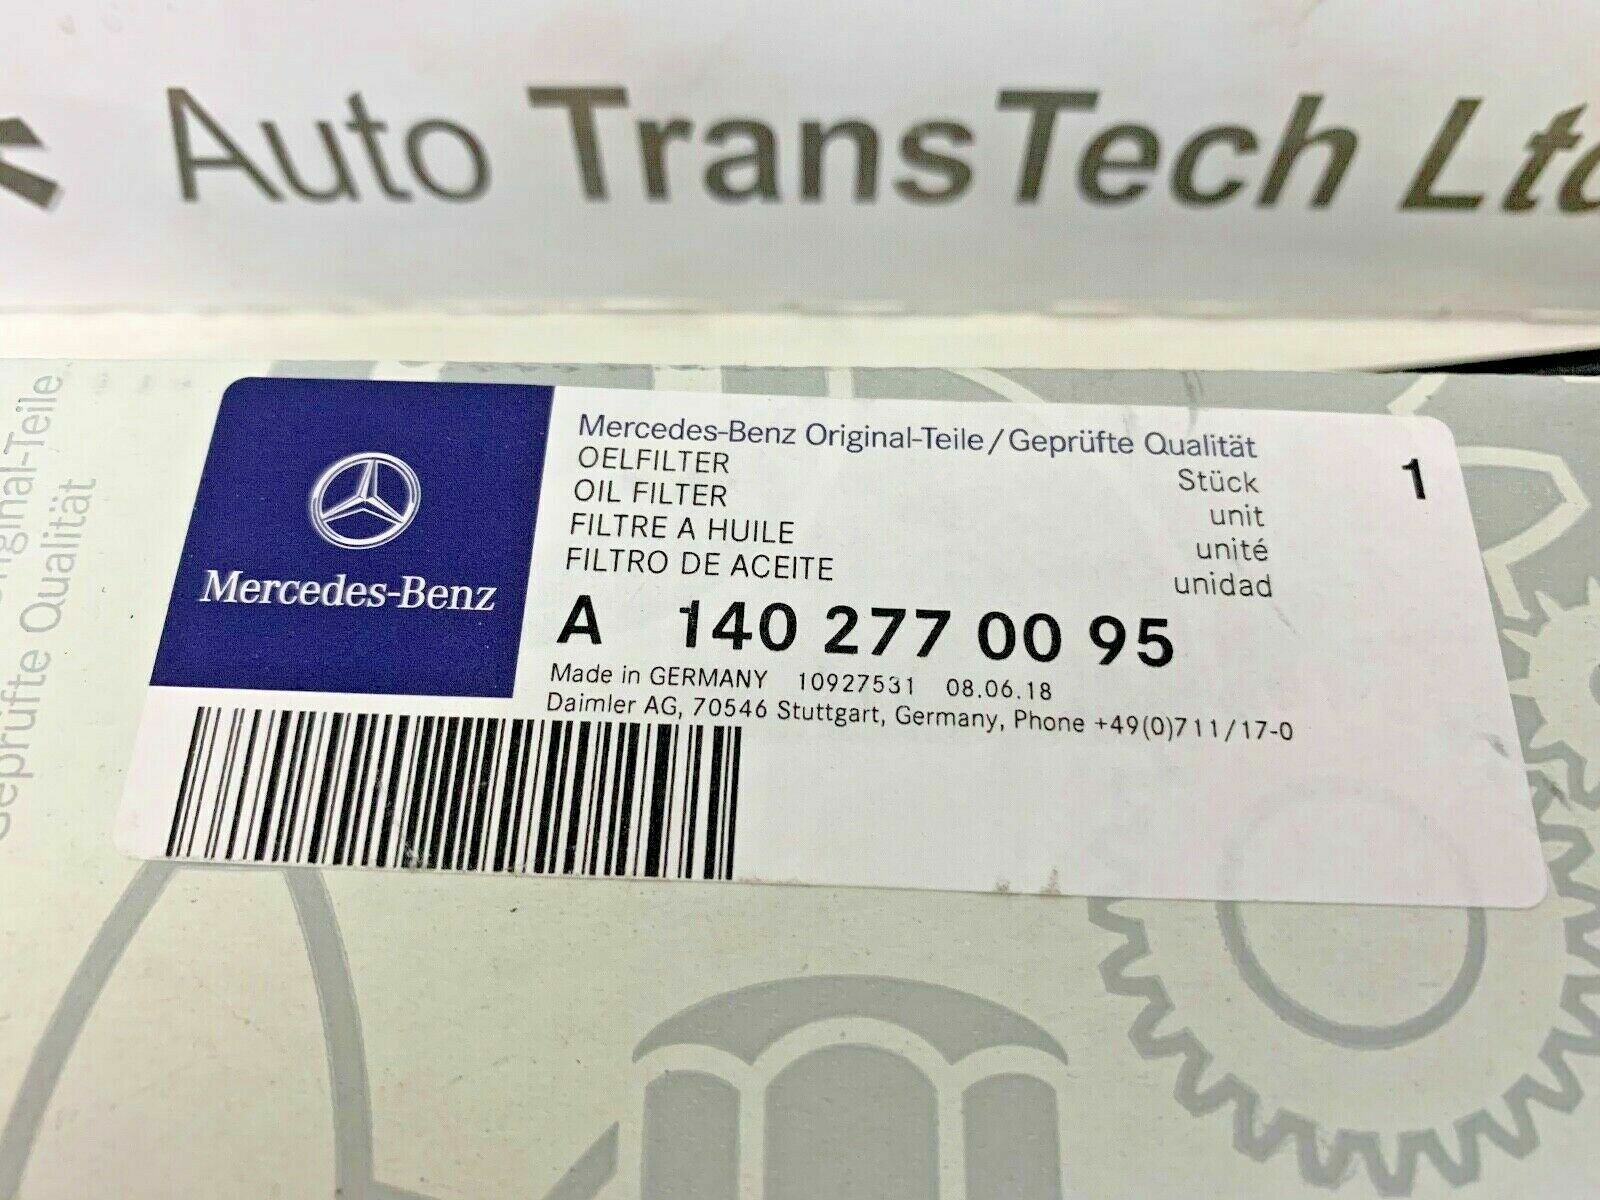 Auto TransTech Ltd
Mercedes-Benz
Mercedes-Benz Original-Teile/Geprüfte Qualität
OELFILTER
OIL FILTER
FILTRE A HUILE
FILTRO DE ACEITE
Stück
unit
unité
unidad
1
A 140 277 00 95
Made in GERMANY 10927531 08.06.18
Daimler AG, 70546 Stuttgart, Germany, Phone +49(0)711/17-0
Original-Teile
Geprüfte Qualität